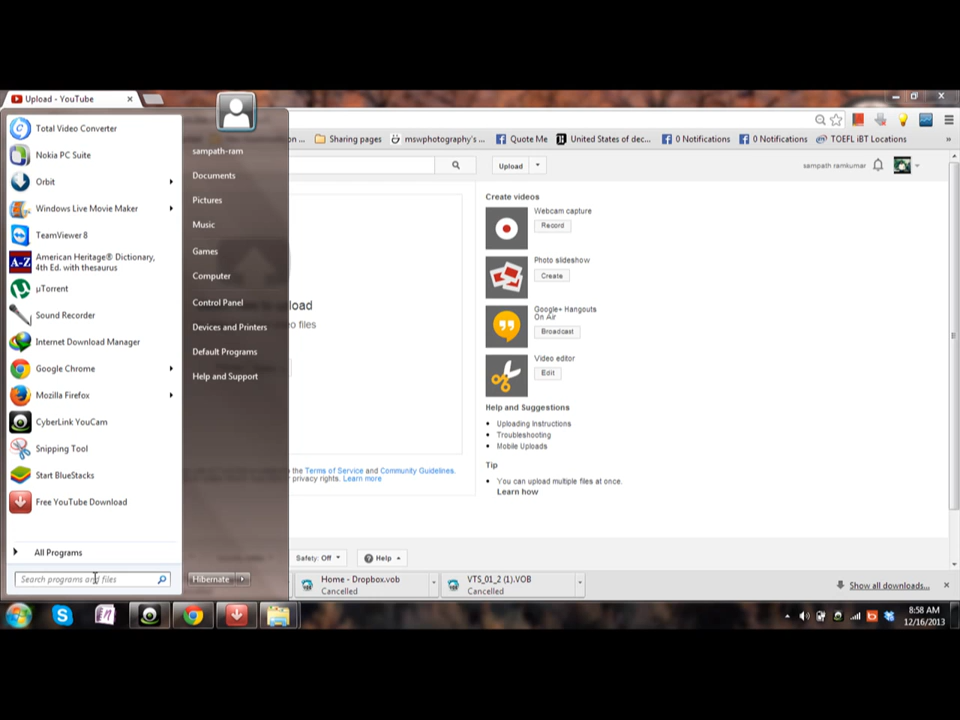 Upload - YouTube
on ...
Sharing pages
mswphotography's ...
Quote Me
United States of dec...
0 Notifications
0 Notifications
TOEFL iBT Locations
Upload
sampath ramkumar
Total Video Converter
Nokia PC Suite
Orbit
Windows Live Movie Maker
TeamViewer 8
American Heritage® Dictionary,
4th Ed. with thesaurus
µTorrent
Sound Recorder
Internet Download Manager
Google Chrome
Mozilla Firefox
CyberLink YouCam
Snipping Tool
Start BlueStacks
Free YouTube Download
All Programs
Search programs and files
sampath-ram
Documents
Pictures
Music
Games
Computer
Control Panel
Devices and Printers
Default Programs
Help and Support
Hibernate
upload
files
Terms of Service and Community Guidelines.
privacy rights. Learn more
Create videos
Webcam capture
Record
Photo slideshow
Create
Google+ Hangouts
On Air
Broadcast
Video editor
Edit
Help and Suggestions
Uploading Instructions
Troubleshooting
Mobile Uploads
Tip
You can upload multiple files at once.
Learn how
Safety: Off
Help
Home - Dropbox.vob
Cancelled
VTS_01_2 (1).VOB
Cancelled
Show all downloads...
8:58 AM
12/16/2013